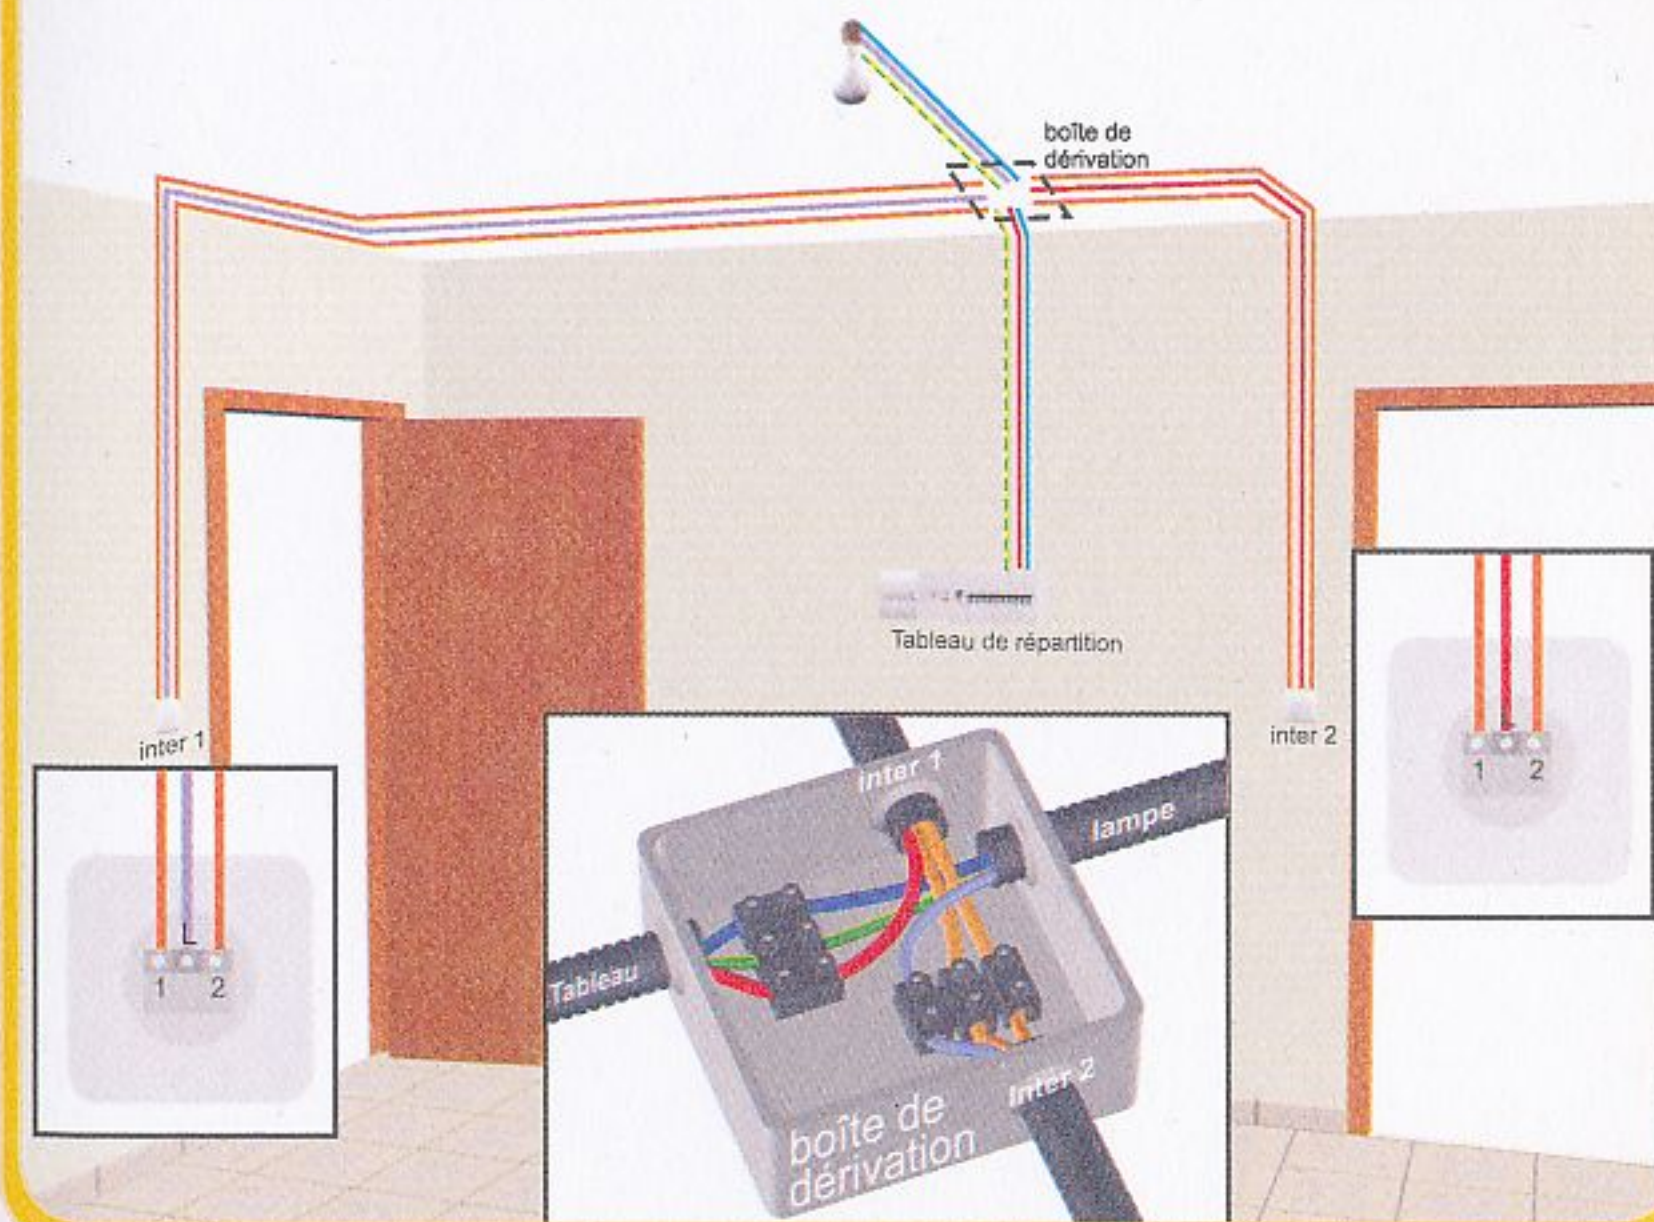 boîte de
dérivation
Tableau de répartition
inter 1
inter 2
L
1 2
1 2
inter 1
lampe
Tableau
Inter 2
boîte de
dérivation